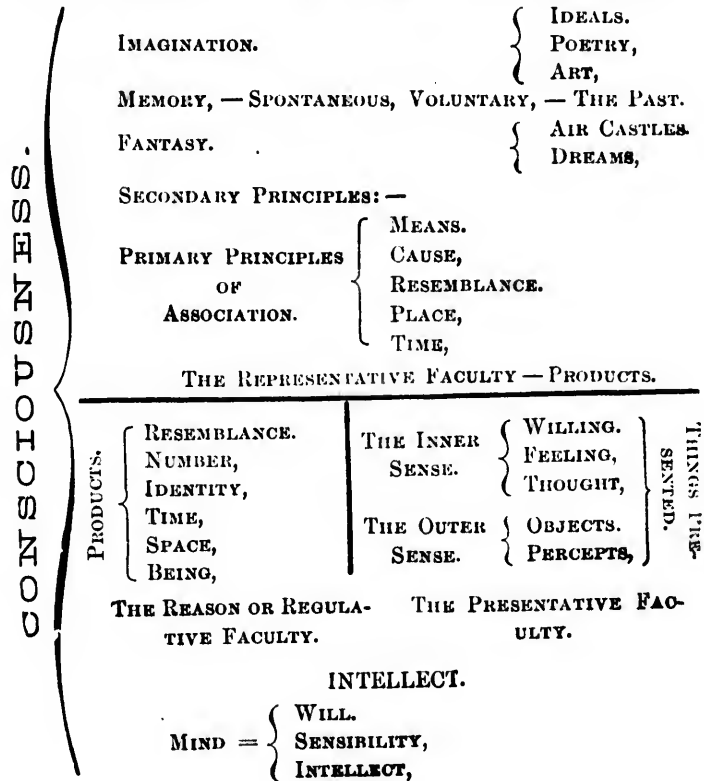 CONSCIOUSNESS.
IMAGINATION.
IDEALS.
POETRY,
ART,
MEMORY, — SPONTANEOUS, VOLUNTARY, — THE PAST.
FANTASY.
AIR CASTLES.
DREAMS,
SECONDARY PRINCIPLES: —
PRIMARY PRINCIPLES
OF
ASSOCIATION.
MEANS.
CAUSE,
RESEMBLANCE.
PLACE,
TIME,
THE REPRESENTATIVE FACULTY — PRODUCTS.
PRODUCTS.
RESEMBLANCE.
NUMBER,
IDENTITY,
TIME,
SPACE,
BEING,
THE REASON OR REGULA-
TIVE FACULTY.
THE INNER
SENSE.
WILLING.
FEELING,
THOUGHT,
THE OUTER
SENSE.
OBJECTS.
PERCEPTS,
THINGS PRE-
SENTED.
THE PRESENTATIVE FAC-
ULTY.
INTELLECT.
MIND =
WILL.
SENSIBILITY,
INTELLECT,